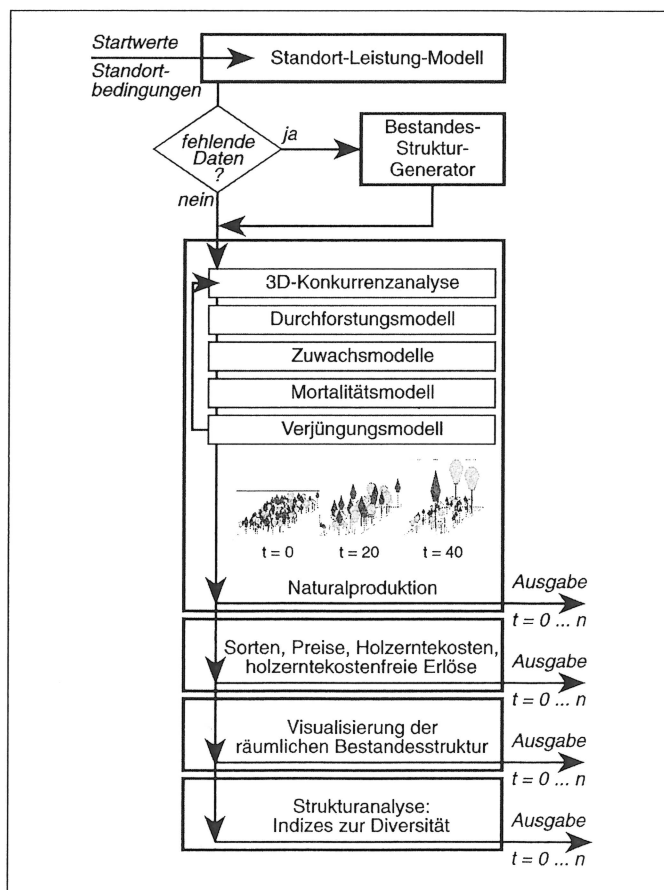 Startwerte
Standort-
bedingungen
Standort-Leistung-Modell
fehlende
Daten
?
ja
nein
Bestandes-
Struktur-
Generator
3D-Konkurrenzanalyse
Durchforstungsmodell
Zuwachsmodelle
Mortalitätsmodell
Verjüngungsmodell
t = 0
t = 20
t = 40
Naturalproduktion
Ausgabe
t = 0 ... n
Sorten, Preise, Holzerntekosten,
holzerntekostenfreie Erlöse
Ausgabe
t = 0 ... n
Visualisierung der
räumlichen Bestandesstruktur
Ausgabe
t = 0 ... n
Strukturanalyse:
Indizes zur Diversität
Ausgabe
t = 0 ... n